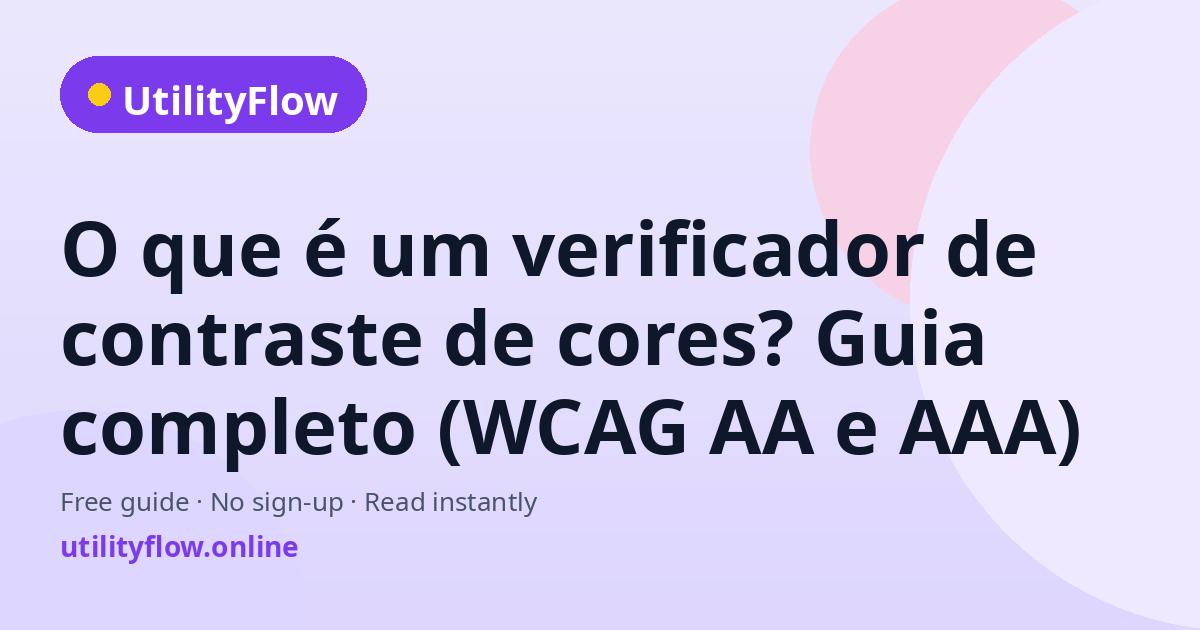 UtilityFlow
O que é um verificador de
contraste de cores? Guia
completo (WCAG AA e AAA)
Free guide · No sign-up · Read instantly
utilityflow.online